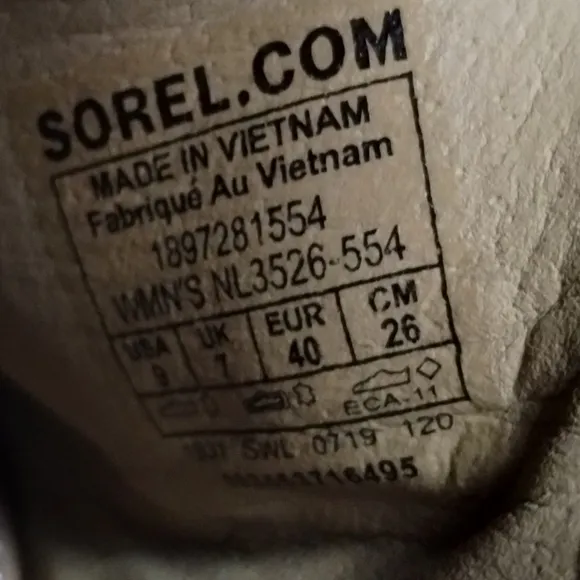 SOREL.COM
MADE IN VIETNAM
Fabriqué Au Vietnam
1897281554
WMN'S NL3526-554
USA UK EUR CM
9 7 40 26
ECA-11
SWL 0719 120